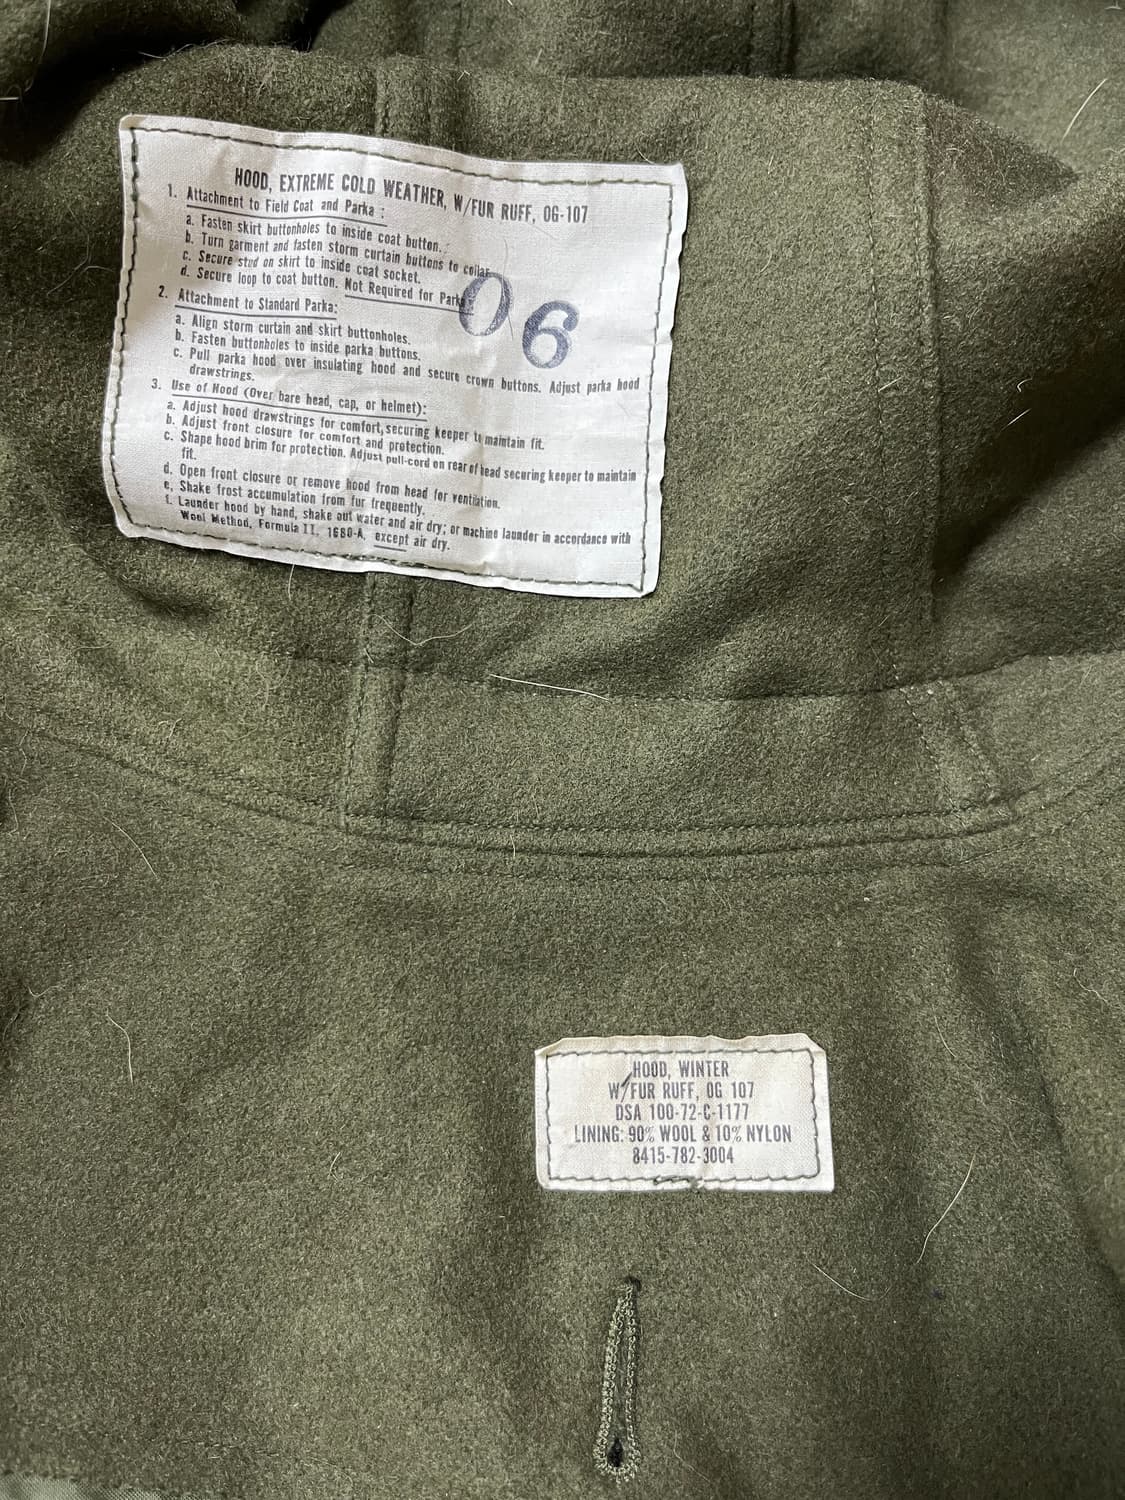 HOOD, EXTREME COLD WEATHER, W/FUR RUFF, OG-107
1. Attachment to Field Coat and Parka :
a. Fasten skirt buttonholes to inside coat button.
b. Turn garment and fasten storm curtain buttons to collar.
c. Secure stud on skirt to inside coat socket.
d. Secure loop to coat button. Not Required for Parka
06
2. Attachment to Standard Parka:
a. Align storm curtain and skirt buttonholes.
b. Fasten buttonholes to inside parka buttons.
c. Pull parka hood over insulating hood and secure crown buttons. Adjust parka hood
drawstrings.
3. Use of Hood (Over bare head, cap, or helmet):
a. Adjust hood drawstrings for comfort, securing keeper to maintain fit.
b. Adjust front closure for comfort and protection.
c. Shape hood brim for protection. Adjust pull-cord on rear of head securing keeper to maintain
fit.
d. Open front closure or remove hood from head for ventilation.
e. Shake frost accumulation from fur frequently.
f. Launder hood by hand, shake out water and air dry; or machine launder in accordance with
Wool Method, Formula II, 1680-A, except air dry.
HOOD, WINTER
W/FUR RUFF, OG 107
DSA 100-72-C-1177
LINING: 90% WOOL & 10% NYLON
8415-782-3004